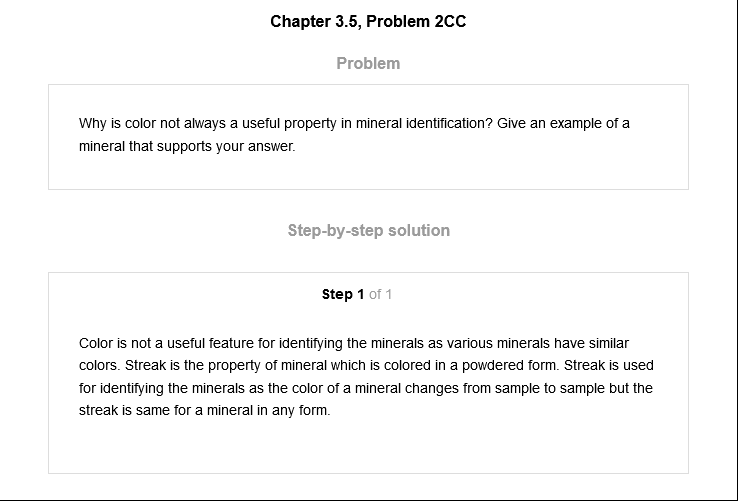 Chapter 3.5, Problem 2CC
Problem
Why is color not always a useful property in mineral identification? Give an example of a
mineral that supports your answer.
Step-by-step solution
Step 1 of 1
Color is not a useful feature for identifying the minerals as various minerals have similar
colors. Streak is the property of mineral which is colored in a powdered form. Streak is used
for identifying the minerals as the color of a mineral changes from sample to sample but the
streak is same for a mineral in any form.